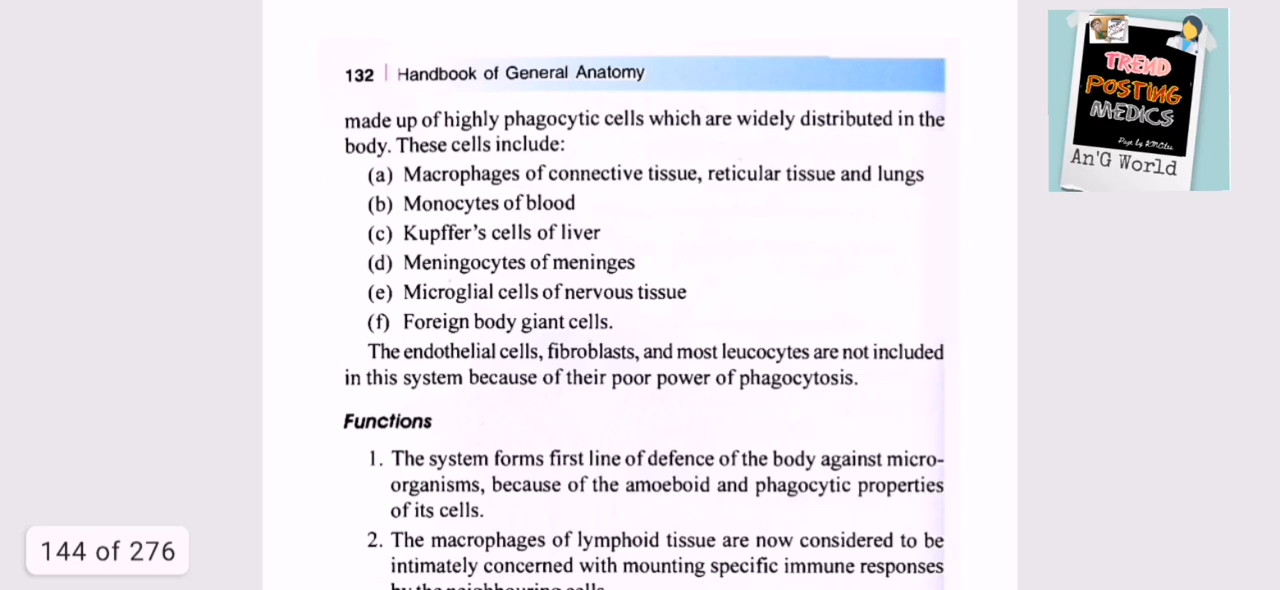 132 | Handbook of General Anatomy
made up of highly phagocytic cells which are widely distributed in the
body. These cells include:
(a) Macrophages of connective tissue, reticular tissue and lungs
(b) Monocytes of blood
(c) Kupffer’s cells of liver
(d) Meningocytes of meninges
(e) Microglial cells of nervous tissue
(f) Foreign body giant cells.
The endothelial cells, fibroblasts, and most leucocytes are not included
in this system because of their poor power of phagocytosis.
Functions
1. The system forms first line of defence of the body against micro-
organisms, because of the amoeboid and phagocytic properties
of its cells.
2. The macrophages of lymphoid tissue are now considered to be
intimately concerned with mounting specific immune responses
by the neighbouring cells.
144 of 276
TREND
POSTING
MEDICS
Page by
An'G World